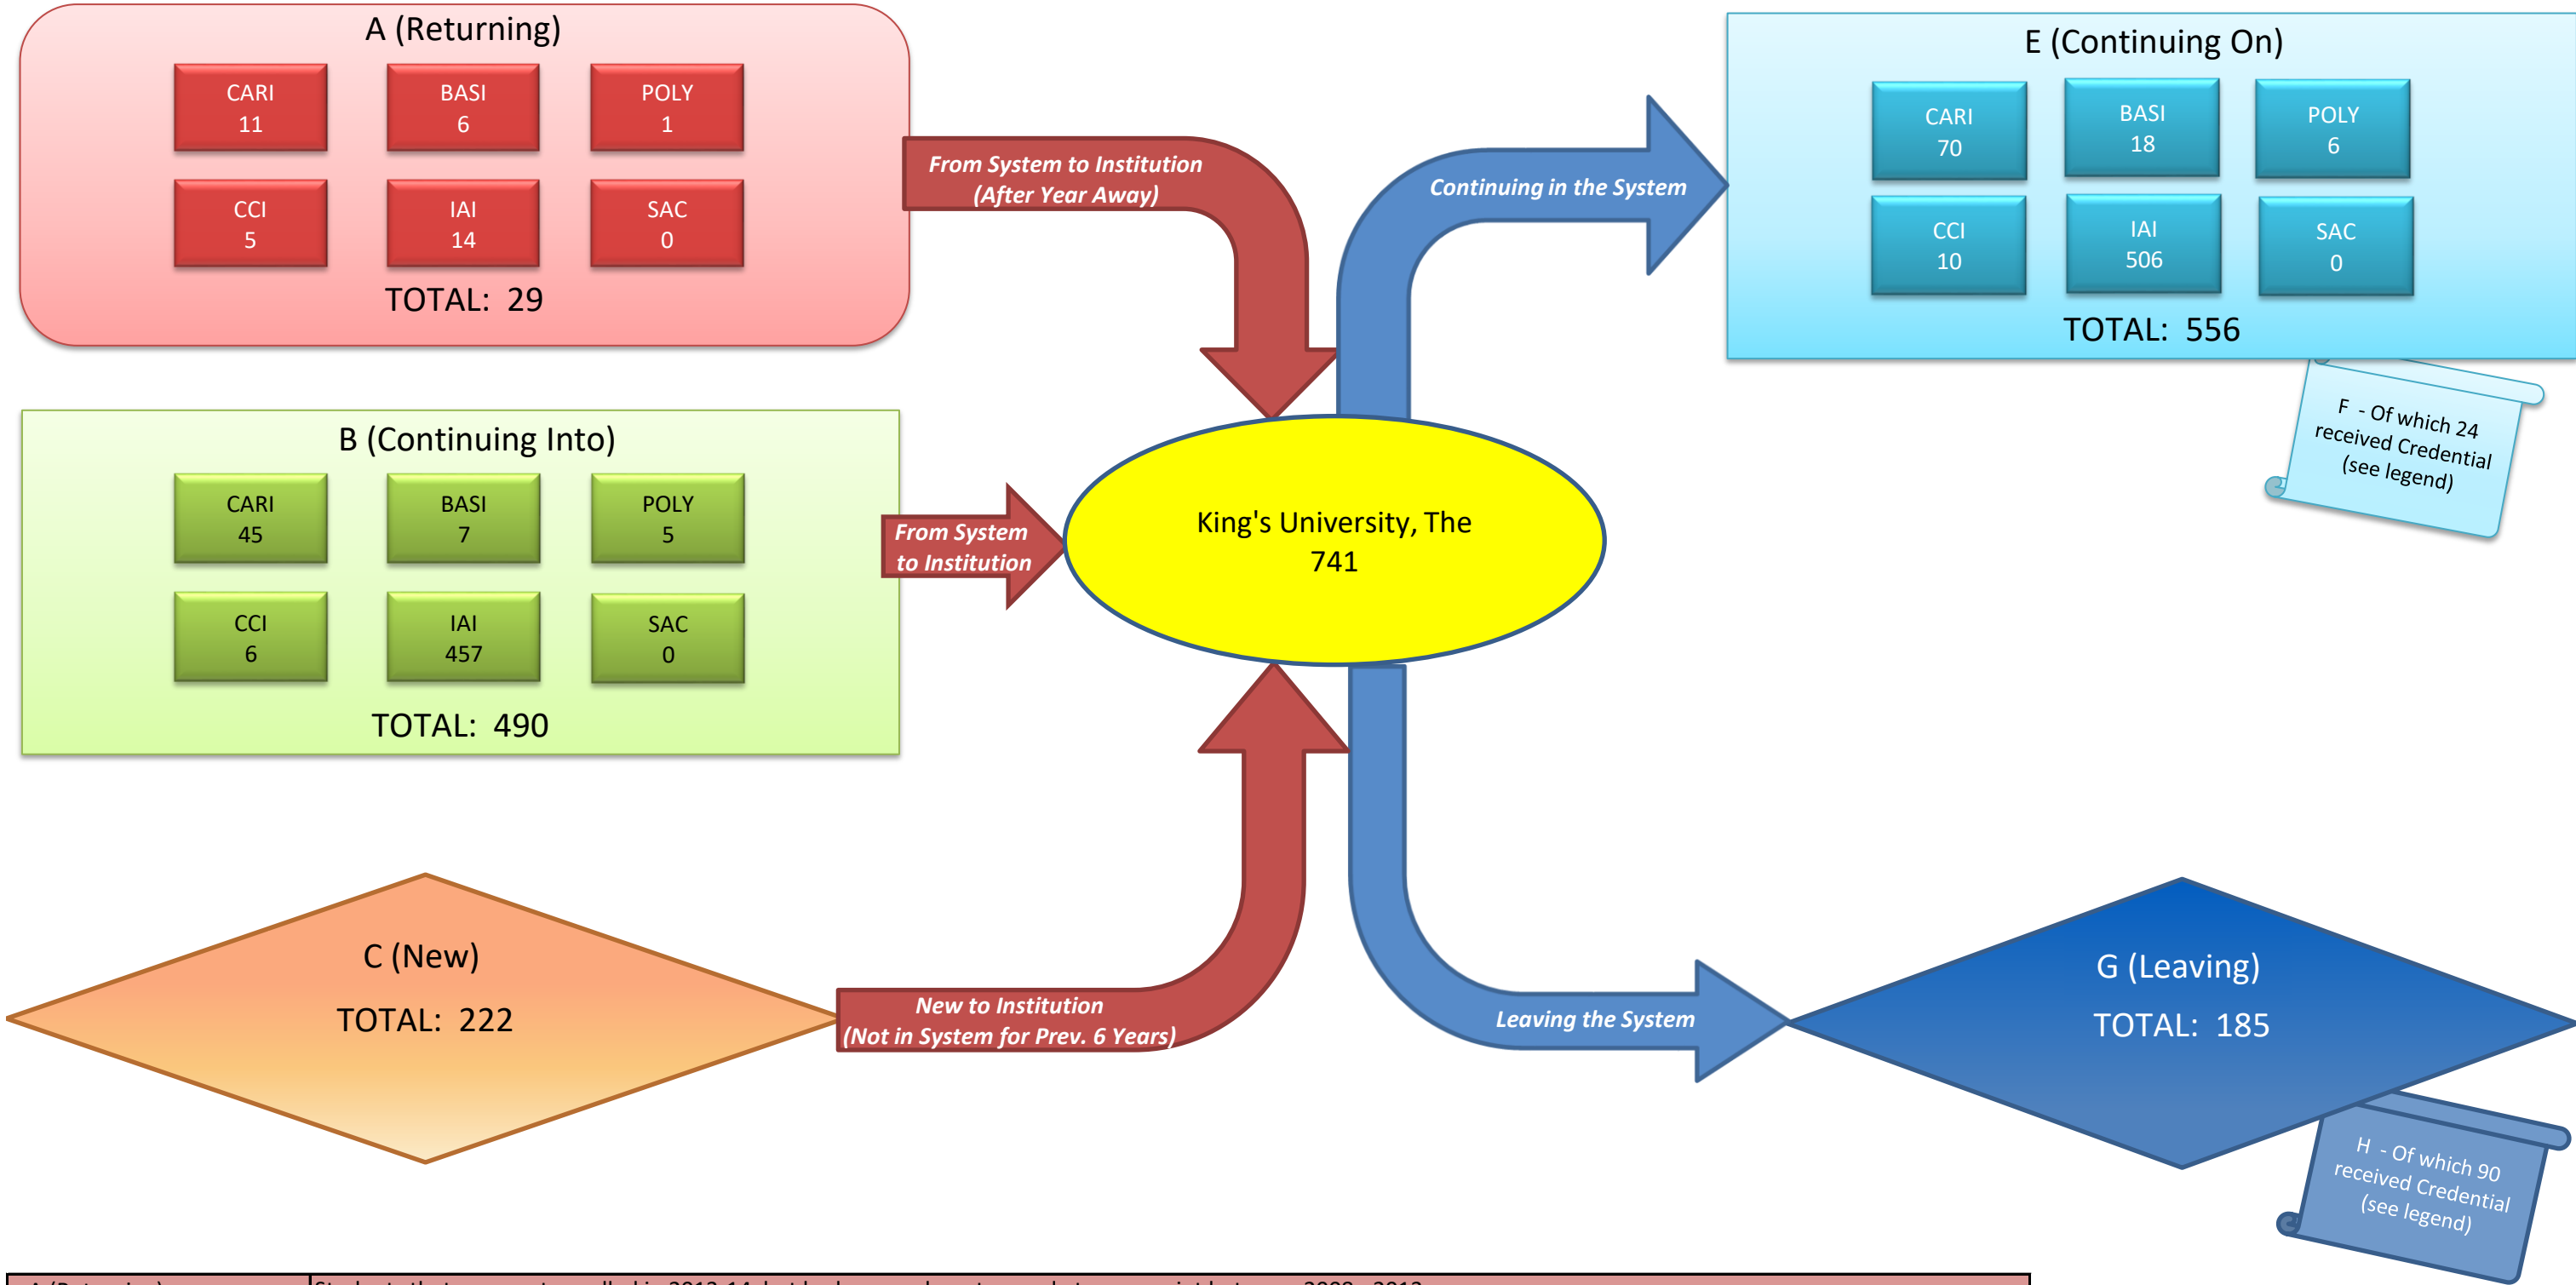 A (Returning)
CARI
11
BASI
6
POLY
1
CCI
5
IAI
14
SAC
0
TOTAL: 29
From System to Institution
(After Year Away)
Continuing in the System
E (Continuing On)
CARI
70
BASI
18
POLY
6
CCI
10
IAI
506
SAC
0
TOTAL: 556
F - Of which 24
received Credential
(see legend)
B (Continuing Into)
CARI
45
BASI
7
POLY
5
CCI
6
IAI
457
SAC
0
TOTAL: 490
From System
to Institution
King's University, The
741
C (New)
TOTAL: 222
New to Institution
(Not in System for Prev. 6 Years)
Leaving the System
G (Leaving)
TOTAL: 185
H - Of which 90
received Credential
(see legend)